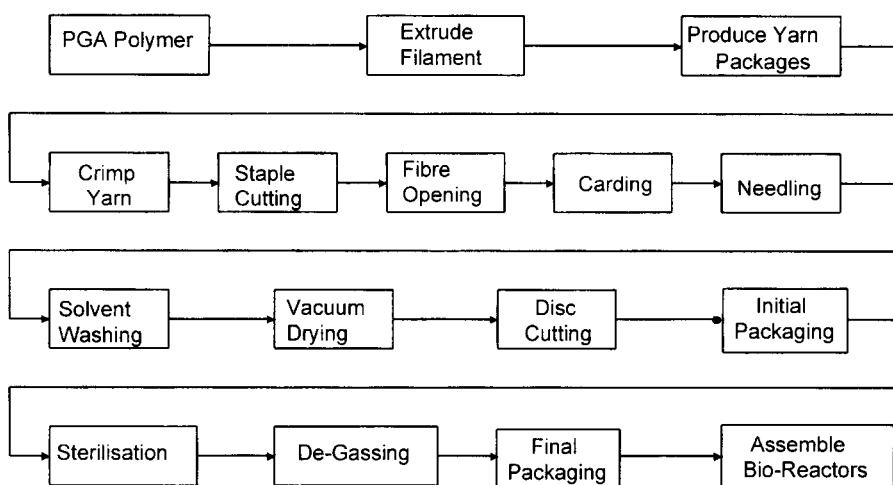 PGA Polymer
Extrude
Filament
Produce Yarn
Packages
Crimp
Yarn
Staple
Cutting
Fibre
Opening
Carding
Needling
Solvent
Washing
Vacuum
Drying
Disc
Cutting
Initial
Packaging
Sterilisation
De-Gassing
Final
Packaging
Assemble
Bio-Reactors